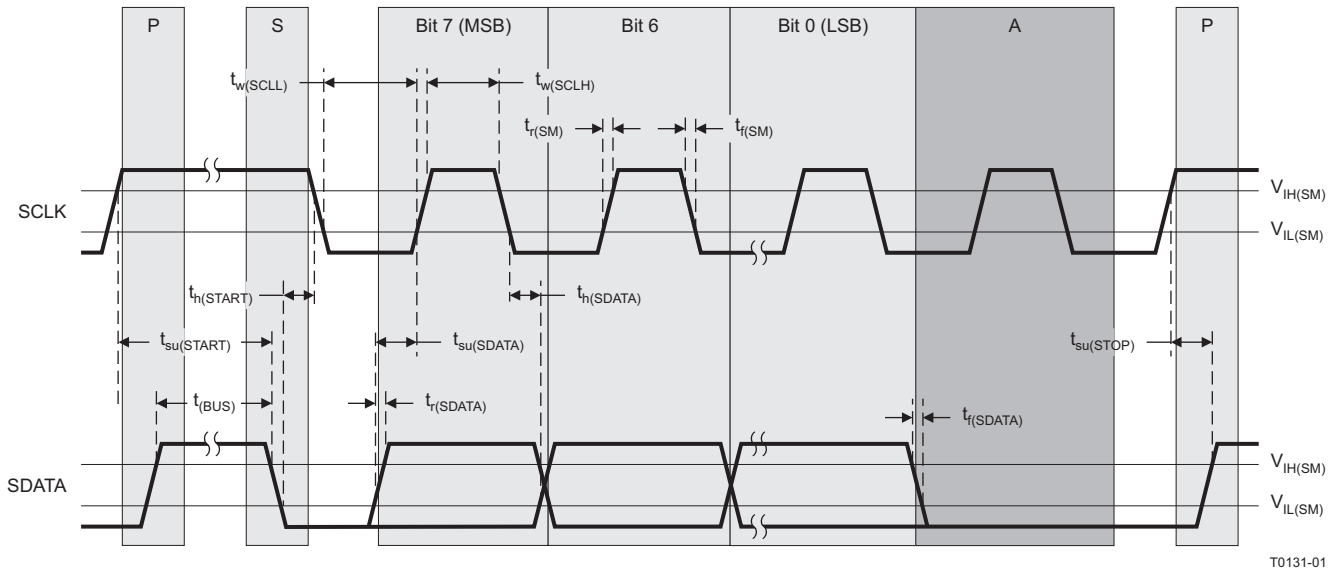 P S Bit 7 (MSB) Bit 6 Bit 0 (LSB) A P
tw(SCLL) tw(SCLH)
tr(SM) tf(SM)
VIH(SM)
SCLK
VIL(SM)
th(START) th(SDATA)
tsu(START) tsu(SDATA) tsu(STOP)
t(BUS) tr(SDATA) tf(SDATA)
VIH(SM)
SDATA
VIL(SM)
T0131-01